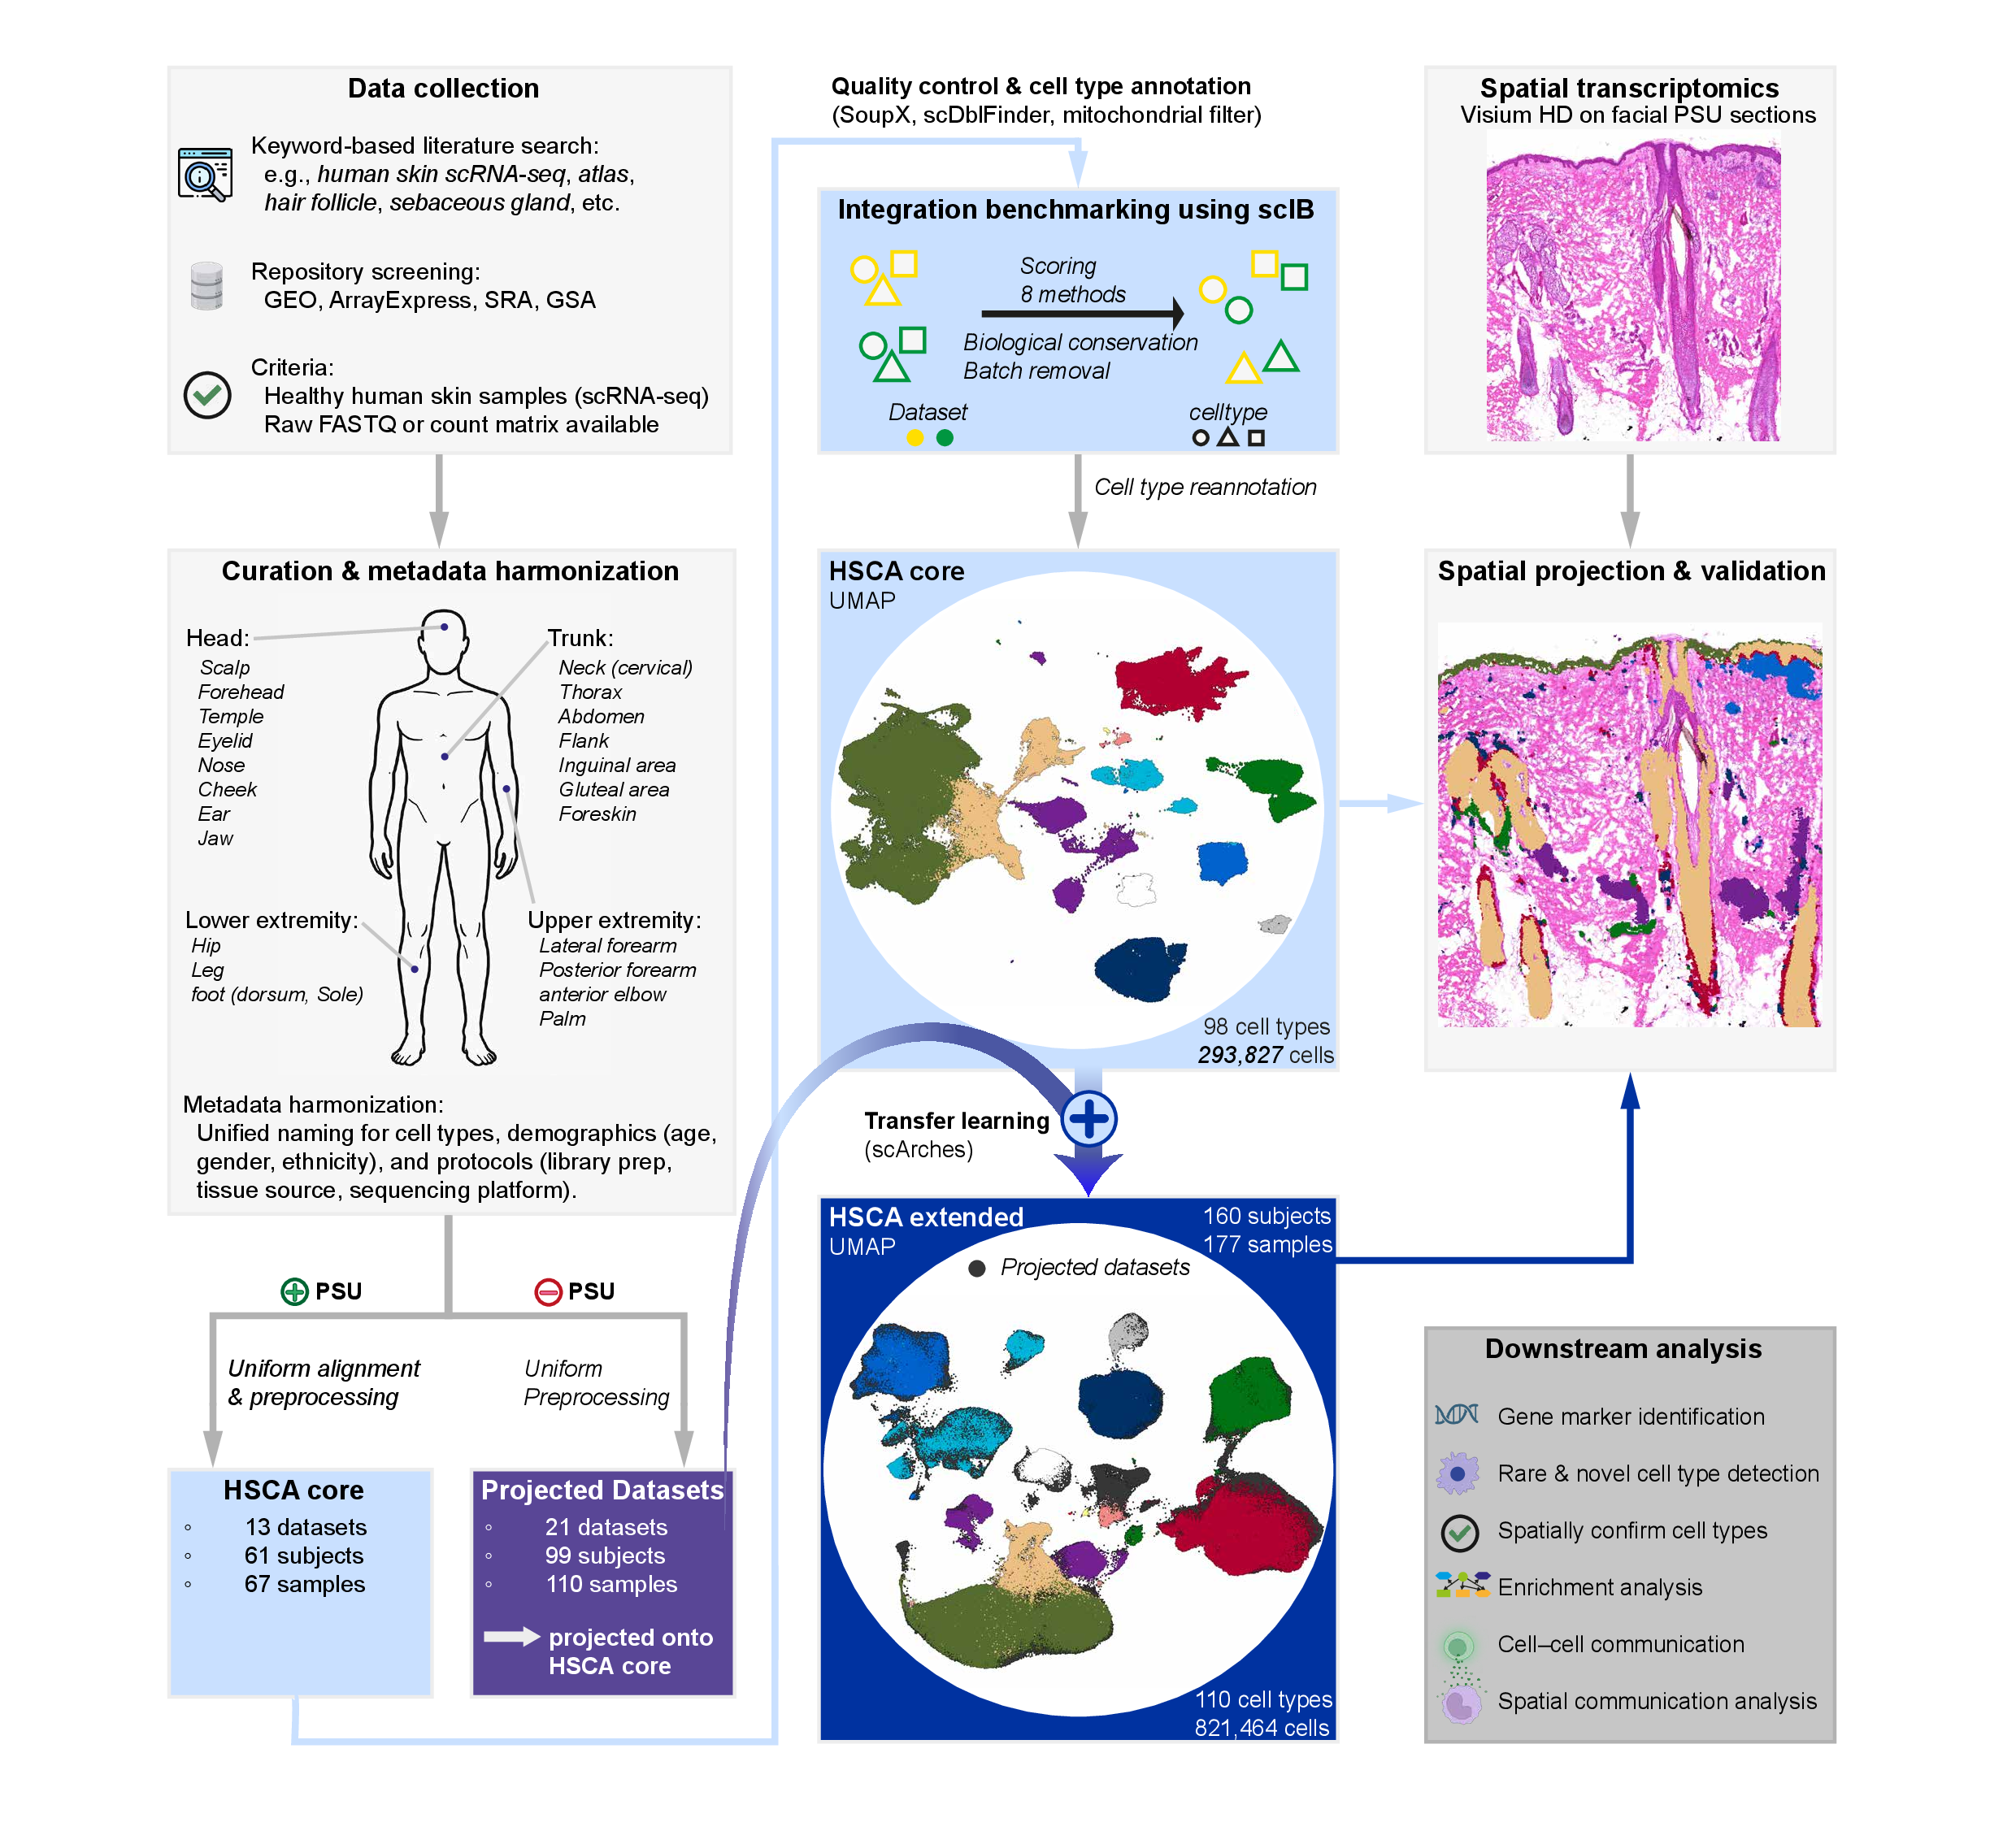 Data collection
Keyword-based literature search:
e.g., human skin scRNA-seq, atlas,
hair follicle, sebaceous gland, etc.
Repository screening:
GEO, ArrayExpress, SRA, GSA
Criteria:
Healthy human skin samples (scRNA-seq)
Raw FASTQ or count matrix available
Curation & metadata harmonization
Head:
Scalp
Forehead
Temple
Eyelid
Nose
Cheek
Ear
Jaw
Trunk:
Neck (cervical)
Thorax
Abdomen
Flank
Inguinal area
Gluteal area
Foreskin
Lower extremity:
Hip
Leg
foot (dorsum, Sole)
Upper extremity:
Lateral forearm
Posterior forearm
anterior elbow
Palm
Metadata harmonization:
Unified naming for cell types, demographics (age,
gender, ethnicity), and protocols (library prep,
tissue source, sequencing platform).
PSU
PSU
Uniform alignment
& preprocessing
Uniform
Preprocessing
HSCA core
◦ 13 datasets
◦ 61 subjects
◦ 67 samples
Projected Datasets
◦ 21 datasets
◦ 99 subjects
◦ 110 samples
projected onto
HSCA core
Quality control & cell type annotation
(SoupX, scDblFinder, mitochondrial filter)
Integration benchmarking using scIB
Scoring
8 methods
Biological conservation
Batch removal
Dataset
celltype
Cell type reannotation
HSCA core
UMAP
98 cell types
293,827 cells
Transfer learning
(scArches)
HSCA extended
UMAP
160 subjects
177 samples
Projected datasets
110 cell types
821,464 cells
Spatial transcriptomics
Visium HD on facial PSU sections
Spatial projection & validation
Downstream analysis
Gene marker identification
Rare & novel cell type detection
Spatially confirm cell types
Enrichment analysis
Cell–cell communication
Spatial communication analysis